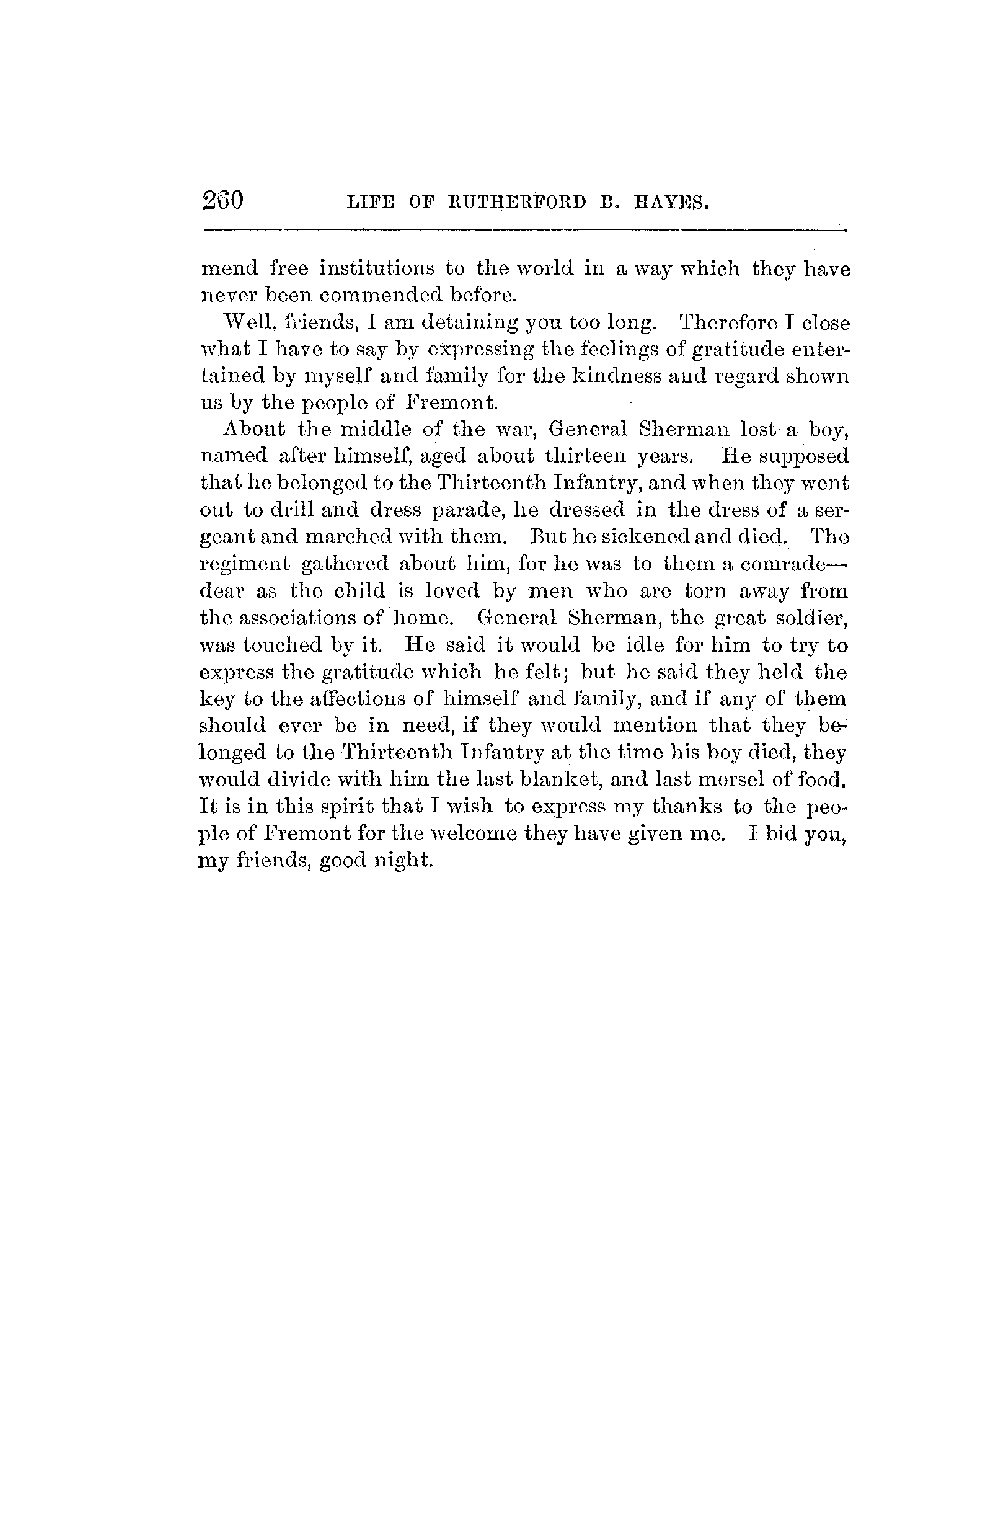 260 LIFE OF RUTHERFORD B. HAYES.
mend free institutions to the world in a way which they have
never been commended before.
Well, friends, I am detaining you too long. Therefore I close
what I have to say by expressing the feelings of gratitude enter-
tained by myself and family for the kindness and regard shown
us by the people of Fremont.
About the middle of the war, General Sherman lost a boy,
named after himself, aged about thirteen years. He supposed
that he belonged to the Thirteenth Infantry, and when they went
out to drill and dress parade, he dressed in the dress of a ser-
geant and marched with them. But he sickened and died. The
regiment gathered about him, for he was to them a comrade—
dear as the child is loved by men who are torn away from
the associations of home. General Sherman, the great soldier,
was touched by it. He said it would be idle for him to try to
express the gratitude which he felt; but he said they held the
key to the affections of himself and family, and if any of them
should ever be in need, if they would mention that they be-
longed to the Thirteenth Infantry at the time his boy died, they
would divide with him the last blanket, and last morsel of food.
It is in this spirit that I wish to express my thanks to the peo-
ple of Fremont for the welcome they have given me. I bid you,
my friends, good night.